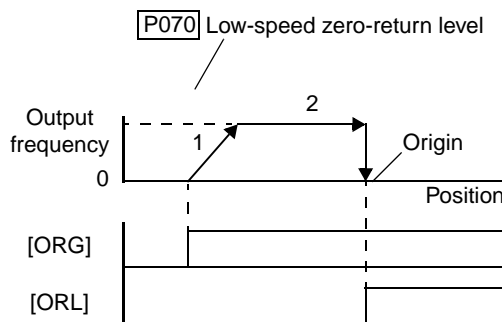 P070 Low-speed zero-return level
2
Output
frequency
1
Origin
0
Position
[ORG]
[ORL]